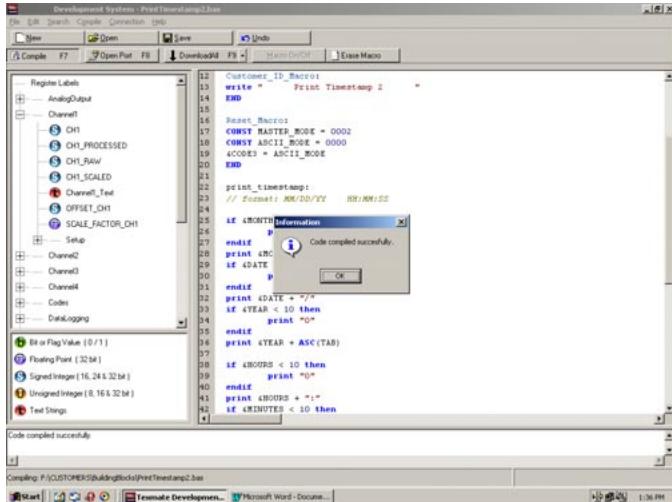 Development System - PrintTimestamp2.bas
File Edit Search Compile Connection Help
New Open Save Undo
Compile F7 Open Port F8 Download/All F9 Macro On/Off Erase Macro
Register Labels
AnalogOutput
Channel1
CH1
CH1_PROCESSED
CH1_RAW
CH1_SCALED
Channel1_Text
OFFSET_CH1
SCALE_FACTOR_CH1
Setup
Channel2
Channel3
Channel4
Codes
DataLogging
Bit or Flag Value ( 0 / 1 )
Floating Point ( 32 bit )
Signed Integer ( 16, 24 & 32 bit )
Unsigned Integer ( 8, 16 & 32 bit )
Text Strings
12 Customer_ID_Macro:
13 write " Print Timestamp 2 "
14 END
15
16 Reset_Macro:
17 CONST MASTER_MODE = 0002
18 CONST ASCII_MODE = 0000
19 &CODE3 = ASCII_MODE
20 END
21
22 print_timestamp:
23 // format: MM/DD/YY HH:MM:SS
24
25 if &MONTH
26 p
27 endif
28 print &MO
29 if &DATE
30 p
31 endif
32 print &DATE + "/"
33 if &YEAR < 10 then
34 print "0"
35 endif
36 print &YEAR + ASC(TAB)
37
38 if &HOURS < 10 then
39 print "0"
40 endif
41 print &HOURS + ":"
42 if &MINUTES < 10 then
Information
Code compiled succesfully.
OK
Code compiled succesfully.
Compiling: F:\CUSTOMERS\BuildingBlocks\PrintTimestamp2.bas
Start Texmate Developmen... Microsoft Word - Docume... 1:36 PM